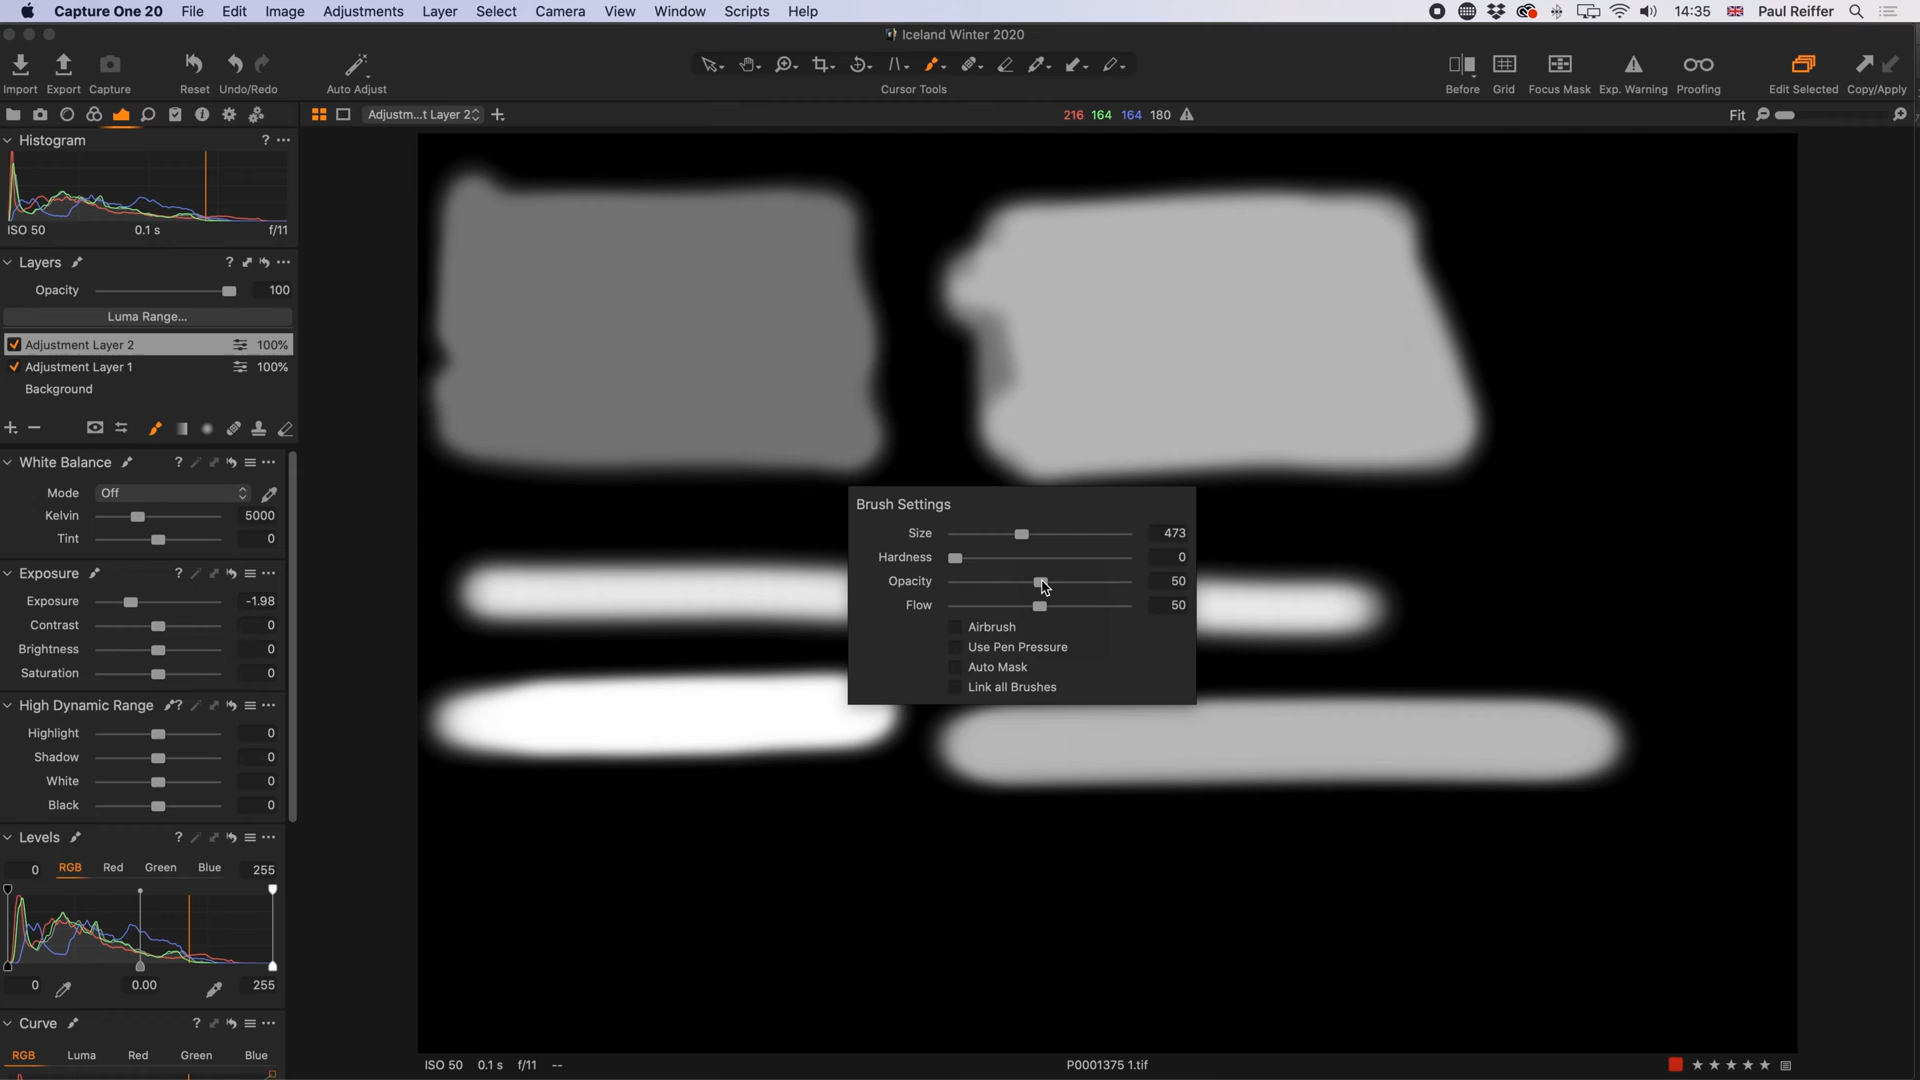 Capture One 20 File Edit Image Adjustments Layer Select Camera View Window Scripts Help 14:35 Paul Reiffer
Iceland Winter 2020
Import Export Capture Reset Undo/Redo Auto Adjust Cursor Tools Before Grid Focus Mask Exp. Warning Proofing Edit Selected Copy/Apply
Adjustm...t Layer 2 216 164 164 180 Fit
Histogram ?
ISO 50 0.1 s f/11
Layers ?
Opacity 100
Luma Range...
Adjustment Layer 2 100%
Adjustment Layer 1 100%
Background
White Balance ?
Mode Off
Kelvin 5000
Tint 0
Exposure ?
Exposure -1.98
Contrast 0
Brightness 0
Saturation 0
High Dynamic Range ?
Highlight 0
Shadow 0
White 0
Black 0
Levels ?
0 RGB Red Green Blue 255
0 0.00 255
Curve ?
RGB Luma Red Green Blue
Brush Settings
Size 473
Hardness 0
Opacity 50
Flow 50
Airbrush
Use Pen Pressure
Auto Mask
Link all Brushes
ISO 50 0.1 s f/11 -- P0001375 1.tif